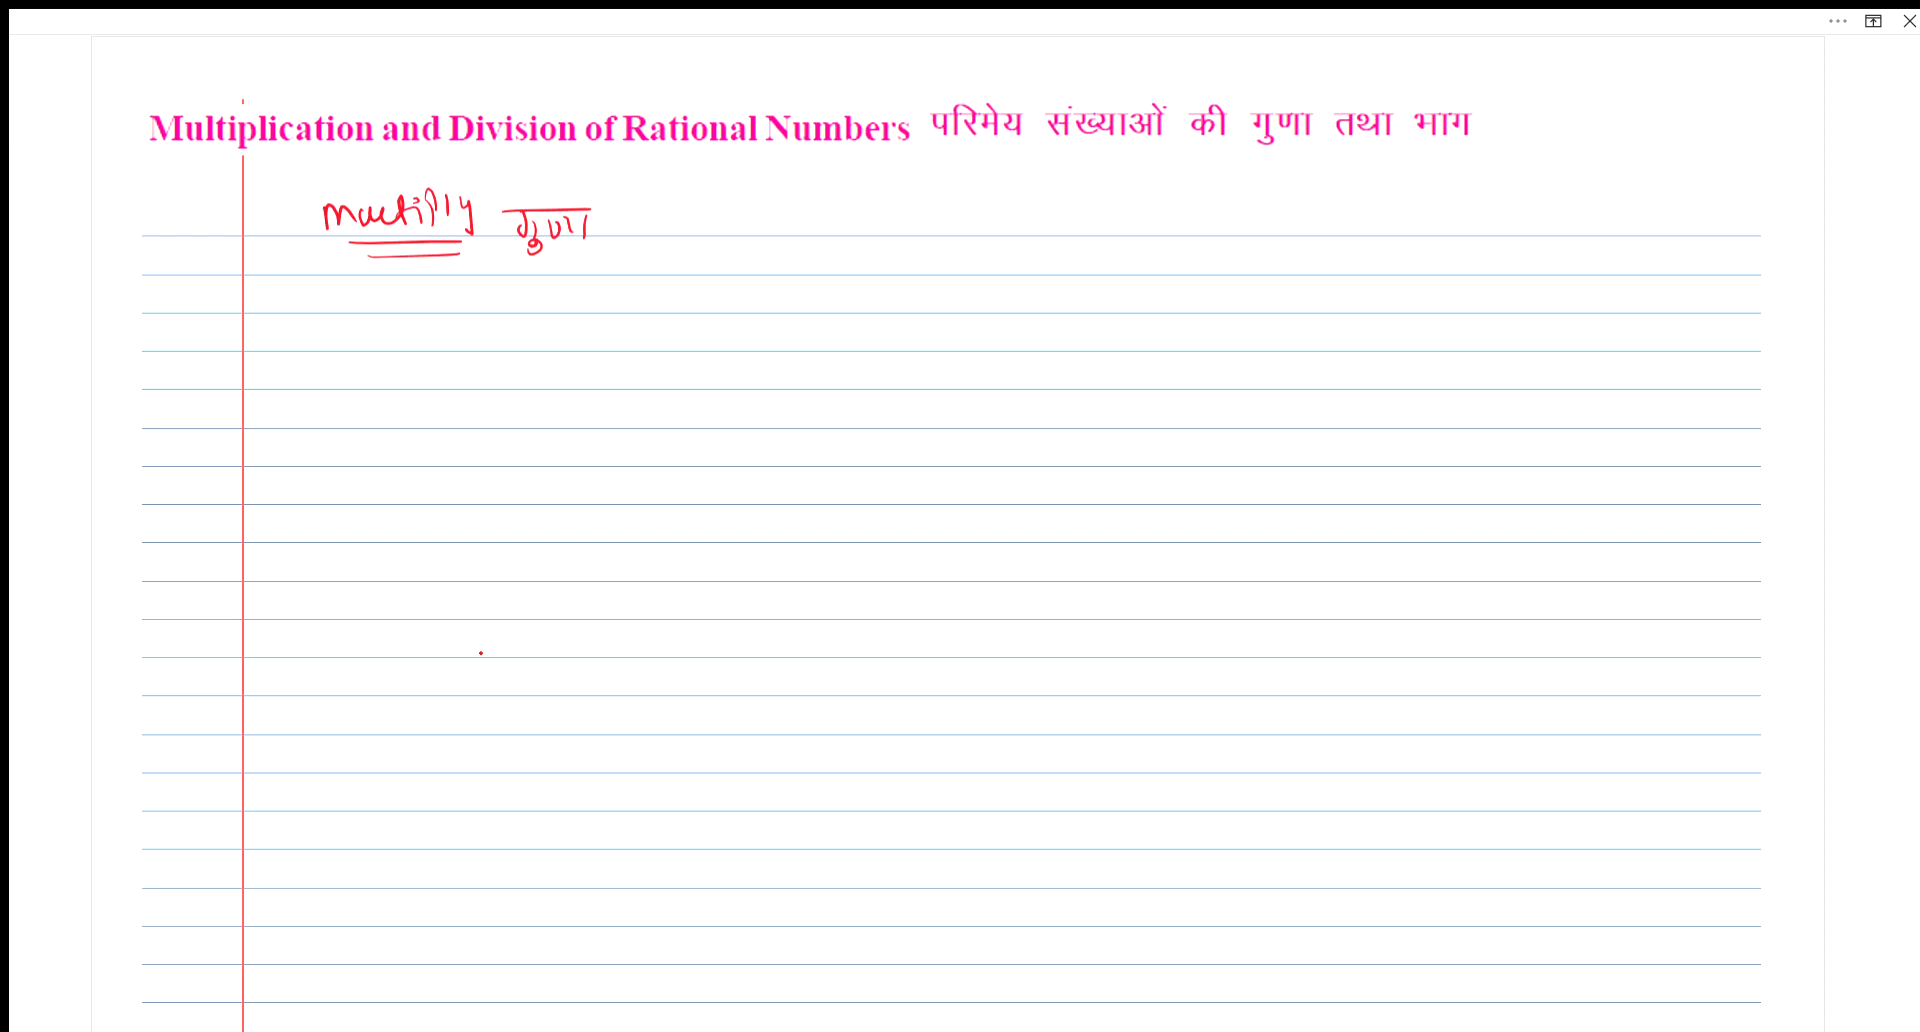 Multiplication and Division of Rational Numbers परिमेय संख्याओं की गुणा तथा भाग
Multiply गुणा